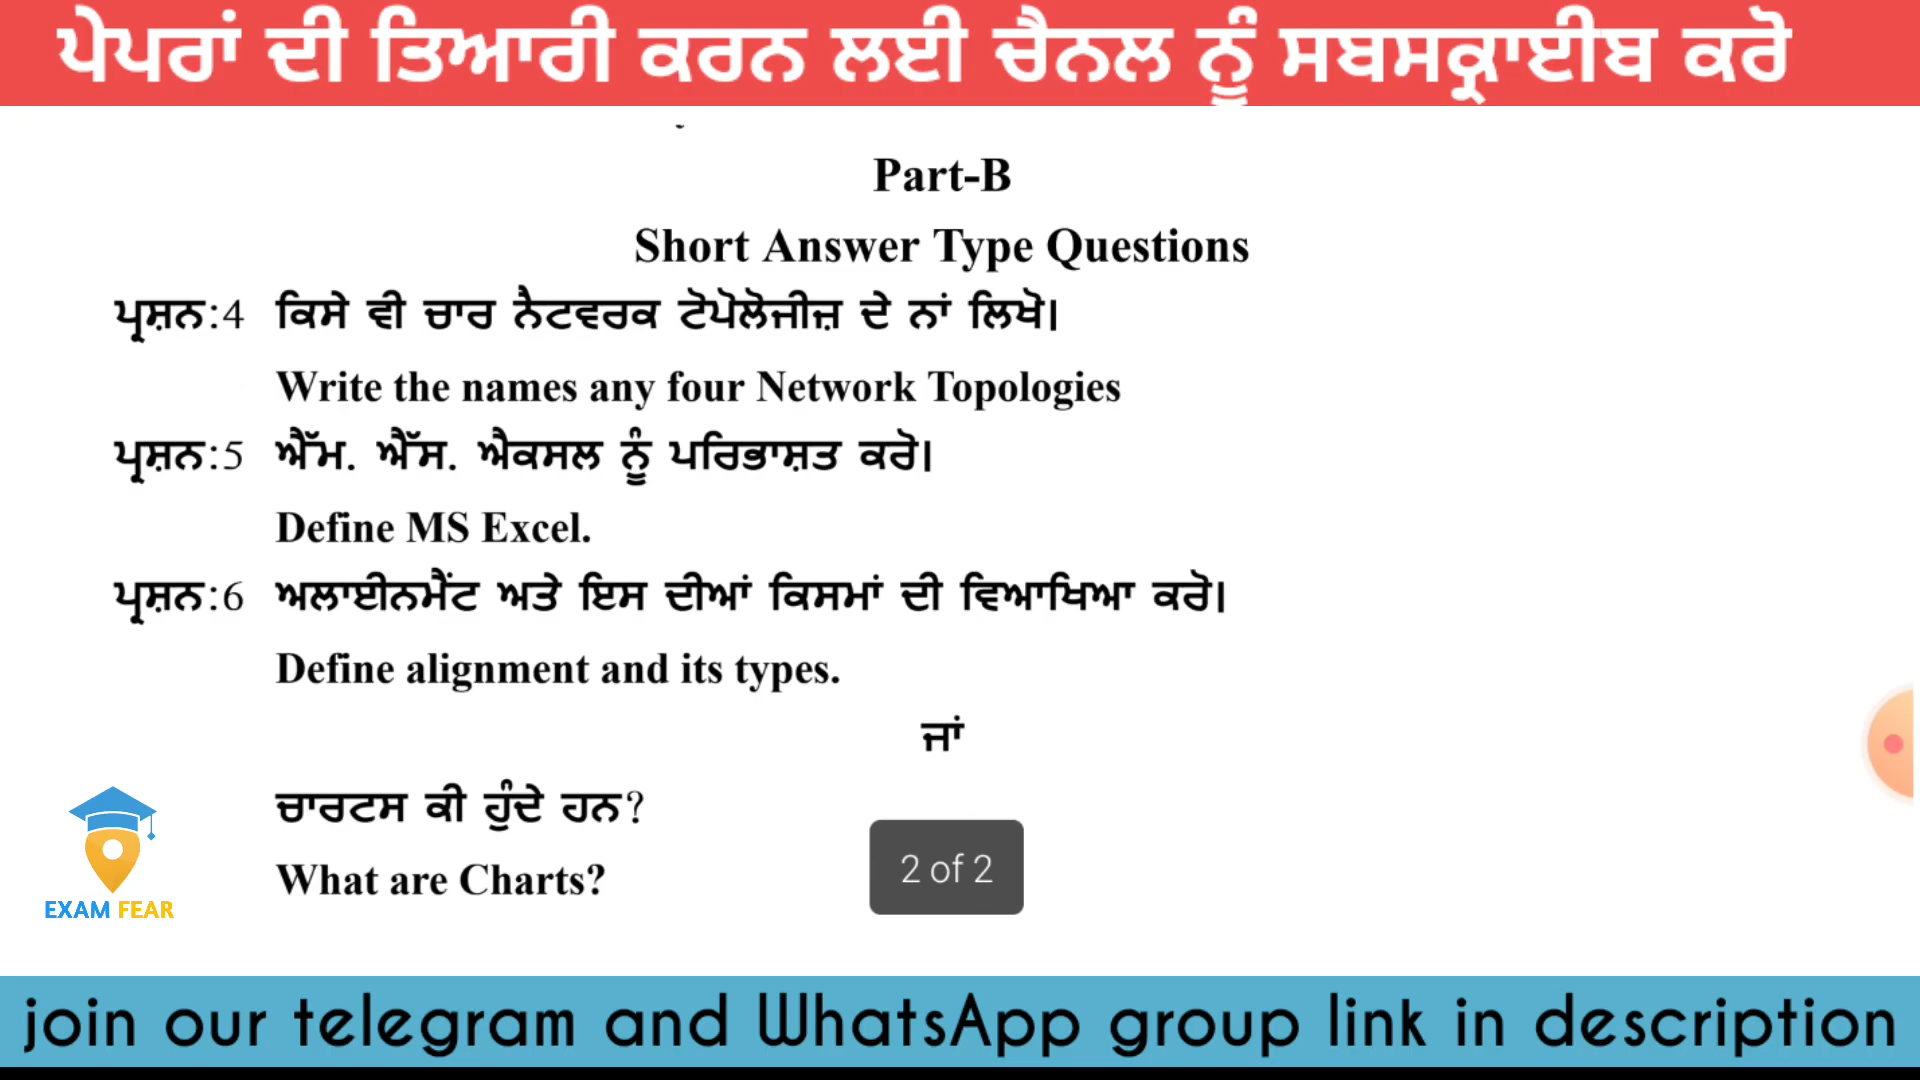 ਪੇਪਰਾਂ ਦੀ ਤਿਆਰੀ ਕਰਨ ਲਈ ਚੈਨਲ ਨੂੰ ਸਬਸਕ੍ਰਾਈਬ ਕਰੋ
Part-B
Short Answer Type Questions
ਪ੍ਰਸ਼ਨ:4 ਕਿਸੇ ਵੀ ਚਾਰ ਨੈਟਵਰਕ ਟੋਪੋਲੋਜੀਜ਼ ਦੇ ਨਾਂ ਲਿਖੋ।
Write the names any four Network Topologies
ਪ੍ਰਸ਼ਨ:5 ਐੱਮ. ਐੱਸ. ਐਕਸਲ ਨੂੰ ਪਰਿਭਾਸ਼ਤ ਕਰੋ।
Define MS Excel.
ਪ੍ਰਸ਼ਨ:6 ਅਲਾਈਨਮੈਂਟ ਅਤੇ ਇਸ ਦੀਆਂ ਕਿਸਮਾਂ ਦੀ ਵਿਆਖਿਆ ਕਰੋ।
Define alignment and its types.
ਜਾਂ
ਚਾਰਟਸ ਕੀ ਹੁੰਦੇ ਹਨ?
What are Charts?
2 of 2
EXAM FEAR
join our telegram and WhatsApp group link in description